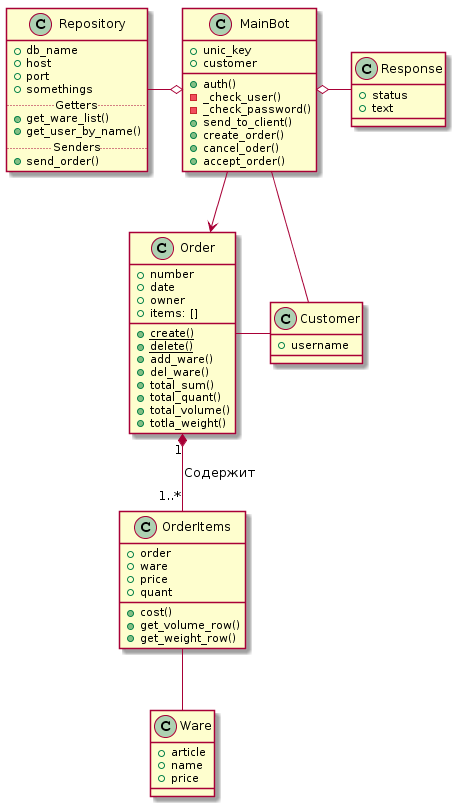 C Repository
db_name
host
port
somethings
Getters
get_ware_list()
get_user_by_name()
Senders
send_order()
C MainBot
unic_key
customer
auth()
_check_user()
_check_password()
send_to_client()
create_order()
cancel_oder()
accept_order()
C Response
status
text
C Order
number
date
owner
items: []
create()
delete()
add_ware()
del_ware()
total_sum()
total_quant()
total_volume()
totla_weight()
C Customer
username
1
Содержит
1..*
C OrderItems
order
ware
price
quant
cost()
get_volume_row()
get_weight_row()
C Ware
article
name
price